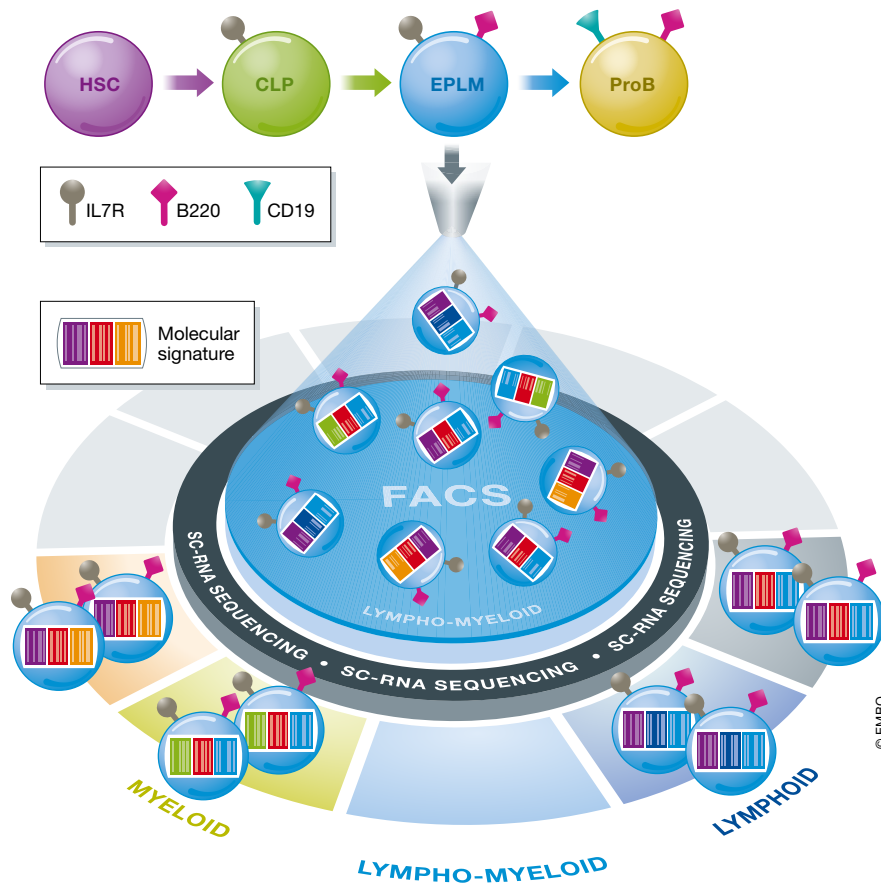 HSC
CLP
EPLM
ProB
IL7R
B220
CD19
Molecular
signature
FACS
LYMPHO-MYELOID
SC-RNA SEQUENCING • SC-RNA SEQUENCING • SC-RNA SEQUENCING
MYELOID
LYMPHO-MYELOID
LYMPHOID
© EMBO